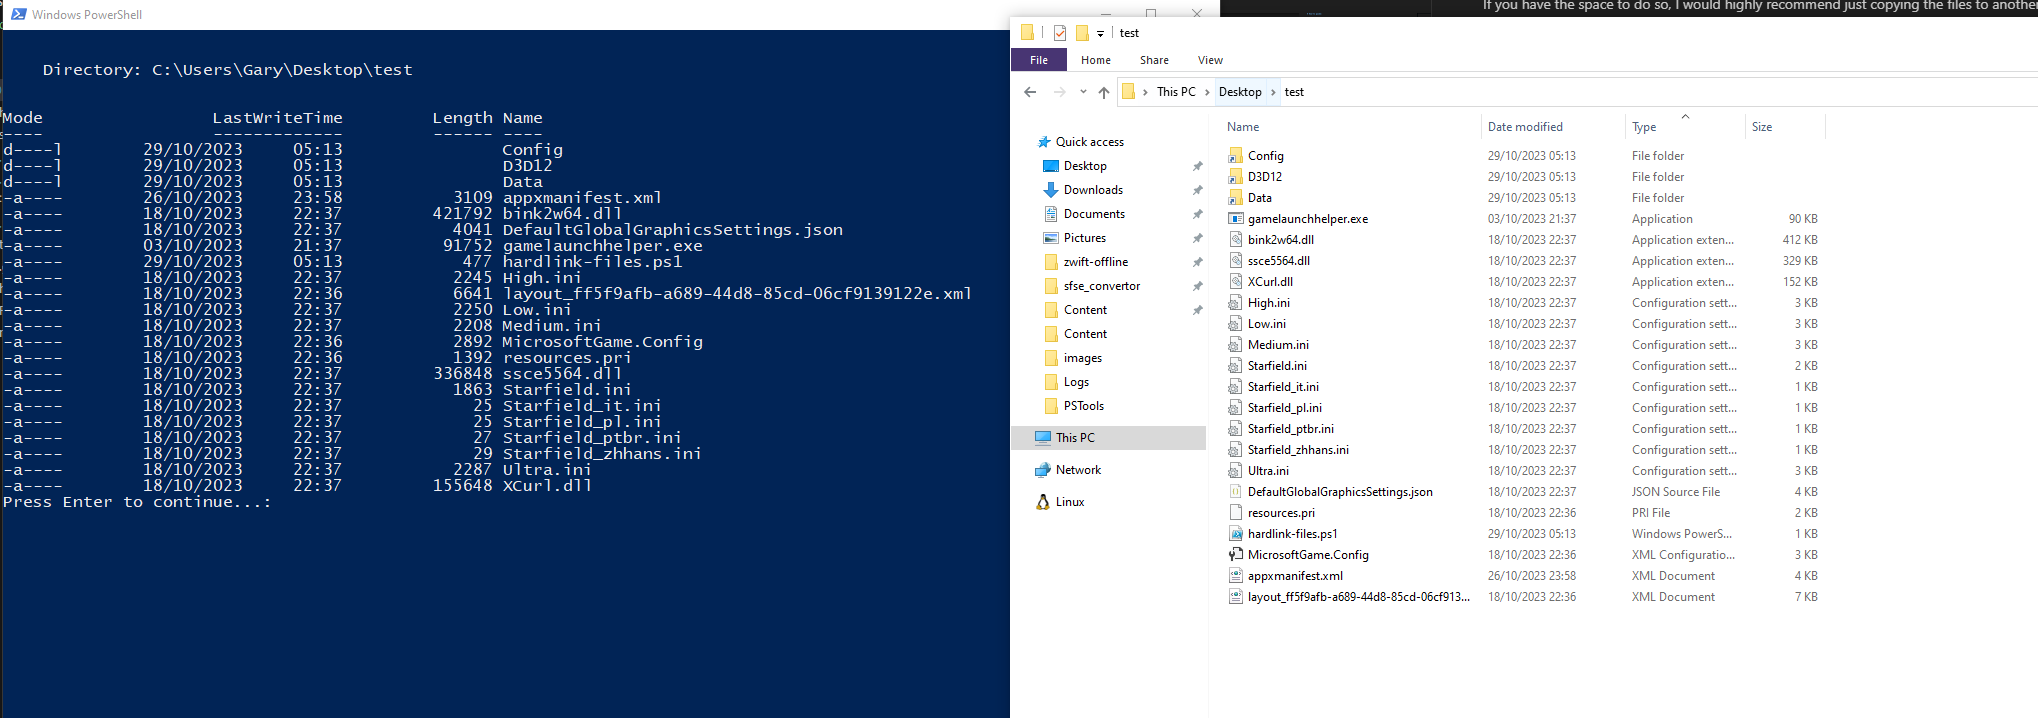 Windows PowerShell
Directory: C:\Users\Gary\Desktop\test
Mode LastWriteTime Length Name
---- ------------- ------ ----
d----l 29/10/2023 05:13 Config
d----l 29/10/2023 05:13 D3D12
d----l 29/10/2023 05:13 Data
-a---- 26/10/2023 23:58 3109 appxmanifest.xml
-a---- 18/10/2023 22:37 421792 bink2w64.dll
-a---- 18/10/2023 22:37 4041 DefaultGlobalGraphicsSettings.json
-a---- 03/10/2023 21:37 91752 gamelaunchhelper.exe
-a---- 29/10/2023 05:13 477 hardlink-files.ps1
-a---- 18/10/2023 22:37 2245 High.ini
-a---- 18/10/2023 22:36 6641 layout_ff5f9afb-a689-44d8-85cd-06cf9139122e.xml
-a---- 18/10/2023 22:37 2250 Low.ini
-a---- 18/10/2023 22:37 2208 Medium.ini
-a---- 18/10/2023 22:36 2892 MicrosoftGame.Config
-a---- 18/10/2023 22:36 1392 resources.pri
-a---- 18/10/2023 22:37 336848 ssce5564.dll
-a---- 18/10/2023 22:37 1863 Starfield.ini
-a---- 18/10/2023 22:37 25 Starfield_it.ini
-a---- 18/10/2023 22:37 25 Starfield_pl.ini
-a---- 18/10/2023 22:37 27 Starfield_ptbr.ini
-a---- 18/10/2023 22:37 29 Starfield_zhhans.ini
-a---- 18/10/2023 22:37 2287 Ultra.ini
-a---- 18/10/2023 22:37 155648 XCurl.dll
Press Enter to continue...:
If you have the space to do so, I would highly recommend just copying the files to another
test
File Home Share View
This PC Desktop test
Quick access
Desktop
Downloads
Documents
Pictures
zwift-offline
sfse_convertor
Content
Content
images
Logs
PSTools
This PC
Network
Linux
Name Date modified Type Size
Config 29/10/2023 05:13 File folder
D3D12 29/10/2023 05:13 File folder
Data 29/10/2023 05:13 File folder
gamelaunchhelper.exe 03/10/2023 21:37 Application 90 KB
bink2w64.dll 18/10/2023 22:37 Application exten... 412 KB
ssce5564.dll 18/10/2023 22:37 Application exten... 329 KB
XCurl.dll 18/10/2023 22:37 Application exten... 152 KB
High.ini 18/10/2023 22:37 Configuration sett... 3 KB
Low.ini 18/10/2023 22:37 Configuration sett... 3 KB
Medium.ini 18/10/2023 22:37 Configuration sett... 3 KB
Starfield.ini 18/10/2023 22:37 Configuration sett... 2 KB
Starfield_it.ini 18/10/2023 22:37 Configuration sett... 1 KB
Starfield_pl.ini 18/10/2023 22:37 Configuration sett... 1 KB
Starfield_ptbr.ini 18/10/2023 22:37 Configuration sett... 1 KB
Starfield_zhhans.ini 18/10/2023 22:37 Configuration sett... 1 KB
Ultra.ini 18/10/2023 22:37 Configuration sett... 3 KB
DefaultGlobalGraphicsSettings.json 18/10/2023 22:37 JSON Source File 4 KB
resources.pri 18/10/2023 22:36 PRI File 2 KB
hardlink-files.ps1 29/10/2023 05:13 Windows PowerS... 1 KB
MicrosoftGame.Config 18/10/2023 22:36 XML Configuratio... 3 KB
appxmanifest.xml 26/10/2023 23:58 XML Document 4 KB
layout_ff5f9afb-a689-44d8-85cd-06cf913... 18/10/2023 22:36 XML Document 7 KB